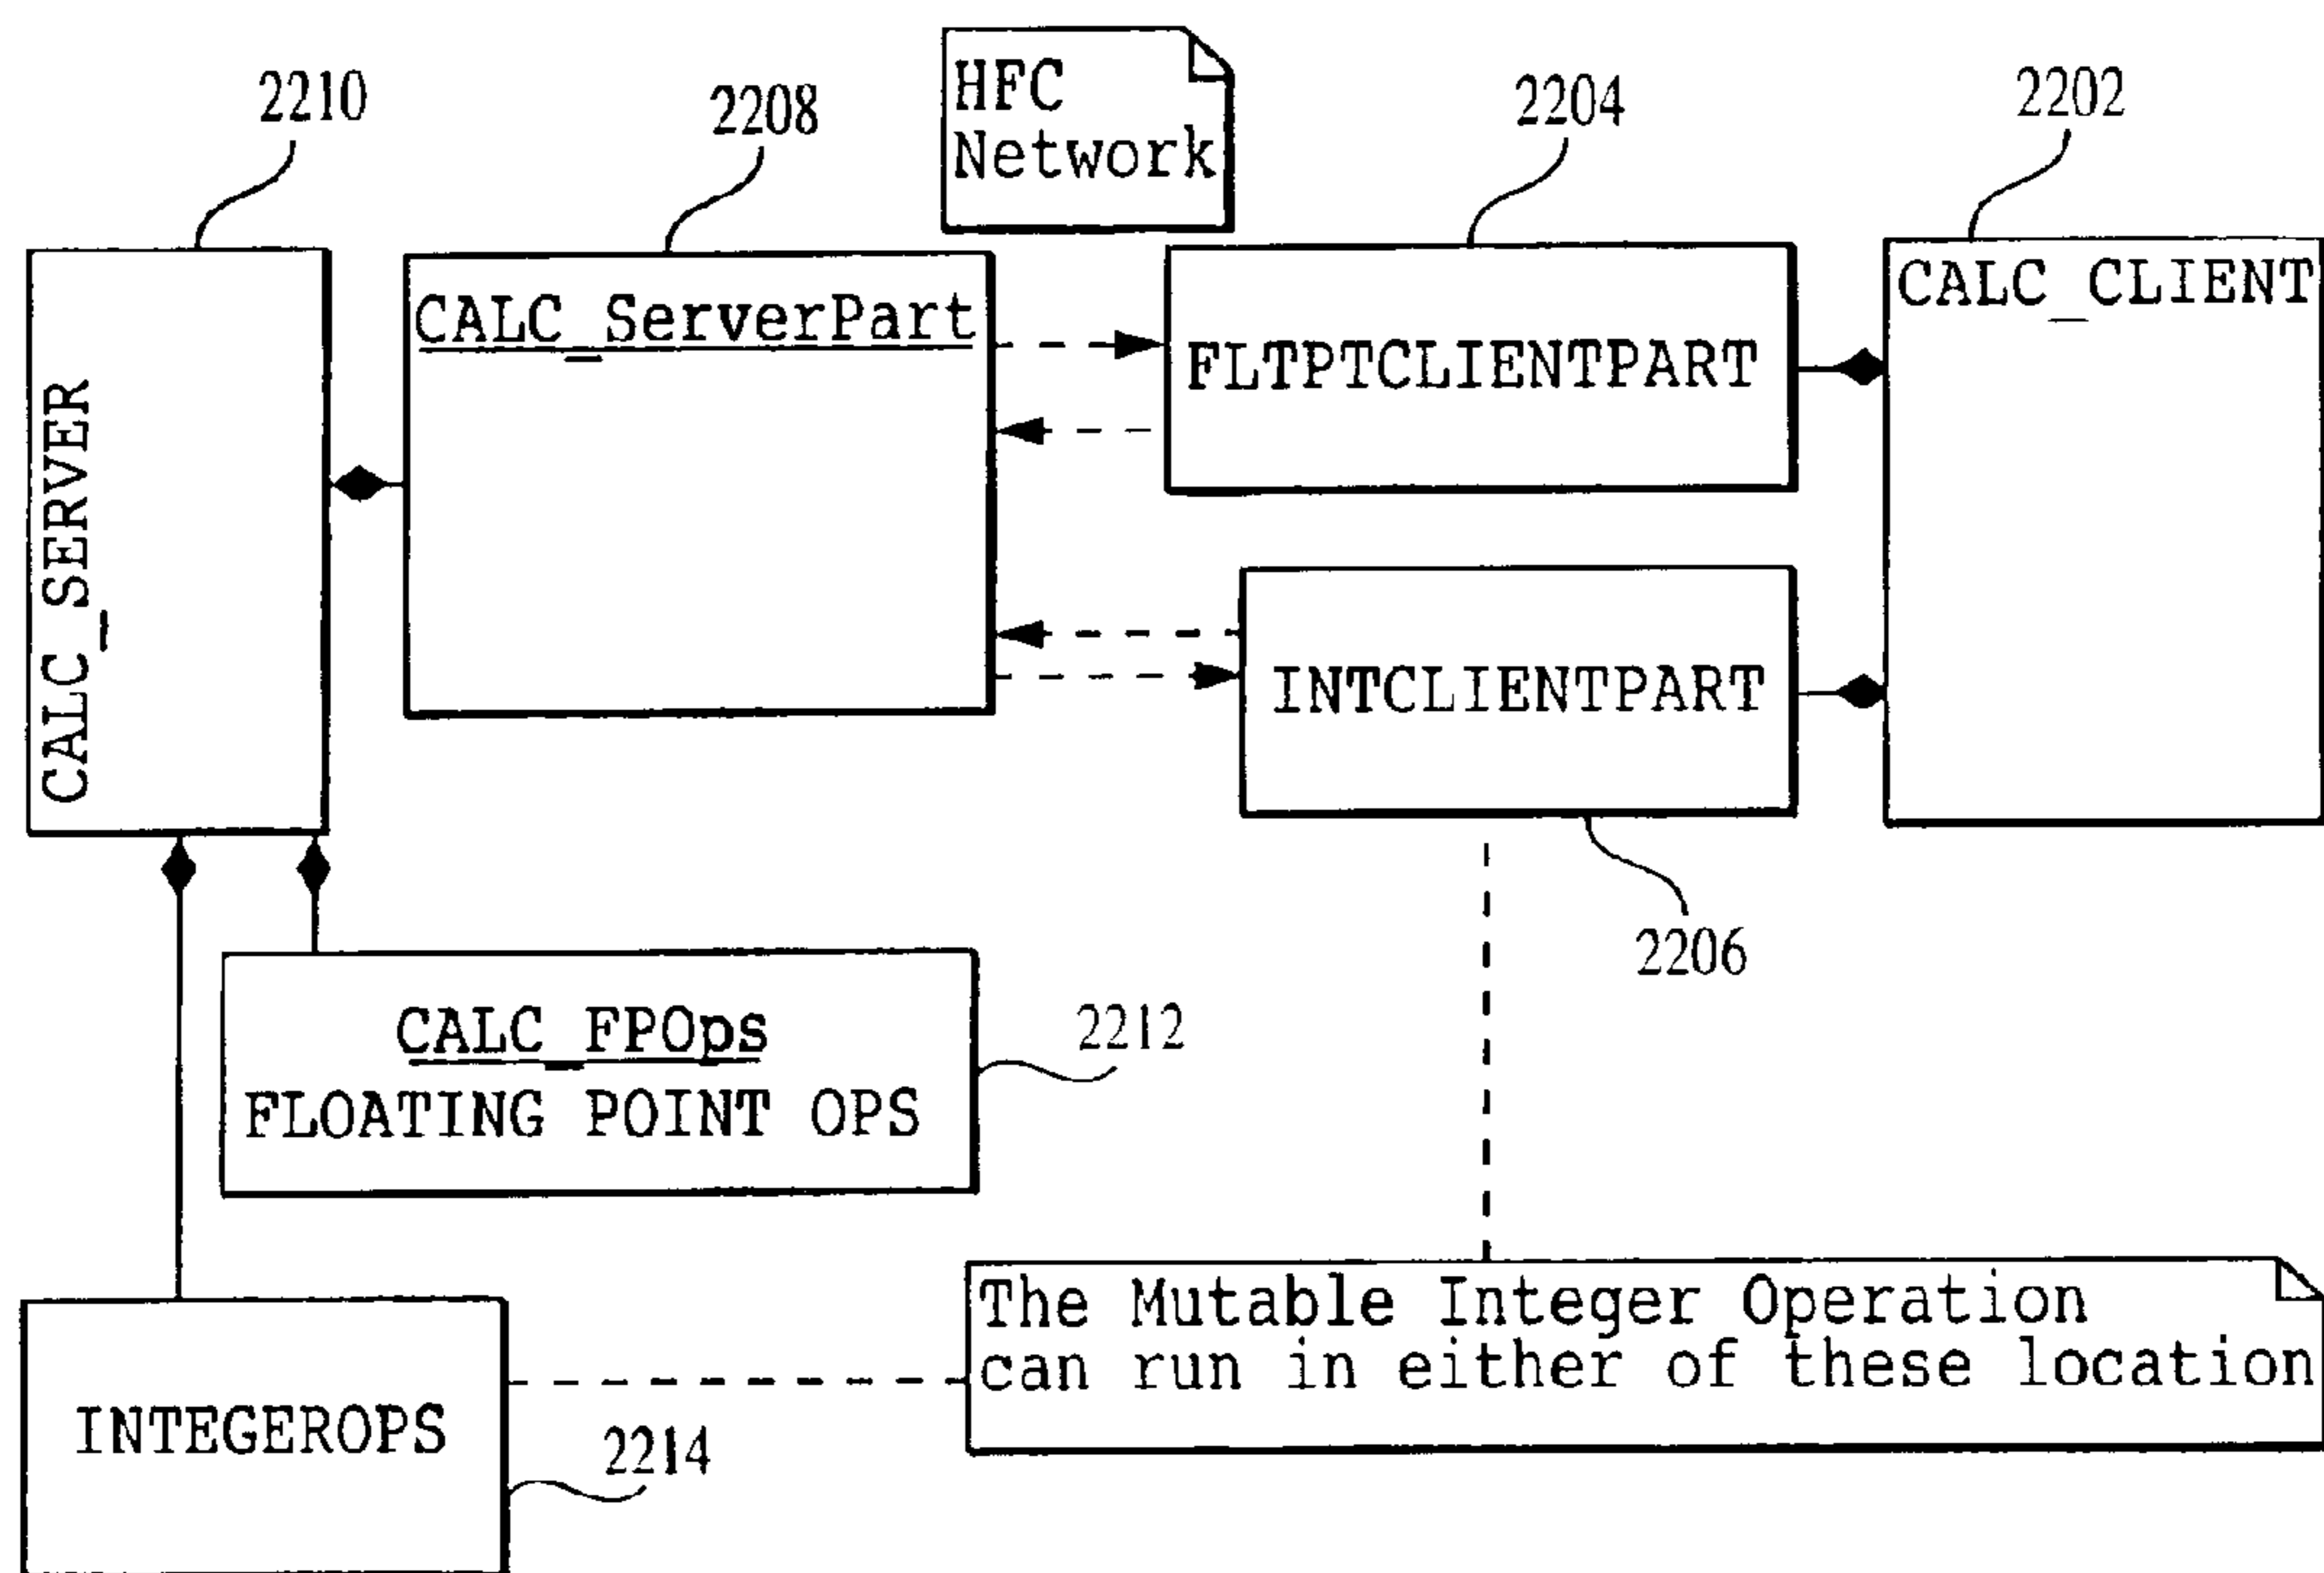 2210
2208
HFC
Network
2204
2202
CALC_SERVER
CALC_ServerPart
FLTPTCLIENTPART
CALC_CLIENT
INTCLIENTPART
2206
CALC_FPOps
FLOATING POINT OPS
2212
The Mutable Integer Operation
can run in either of these location
INTEGEROPS
2214